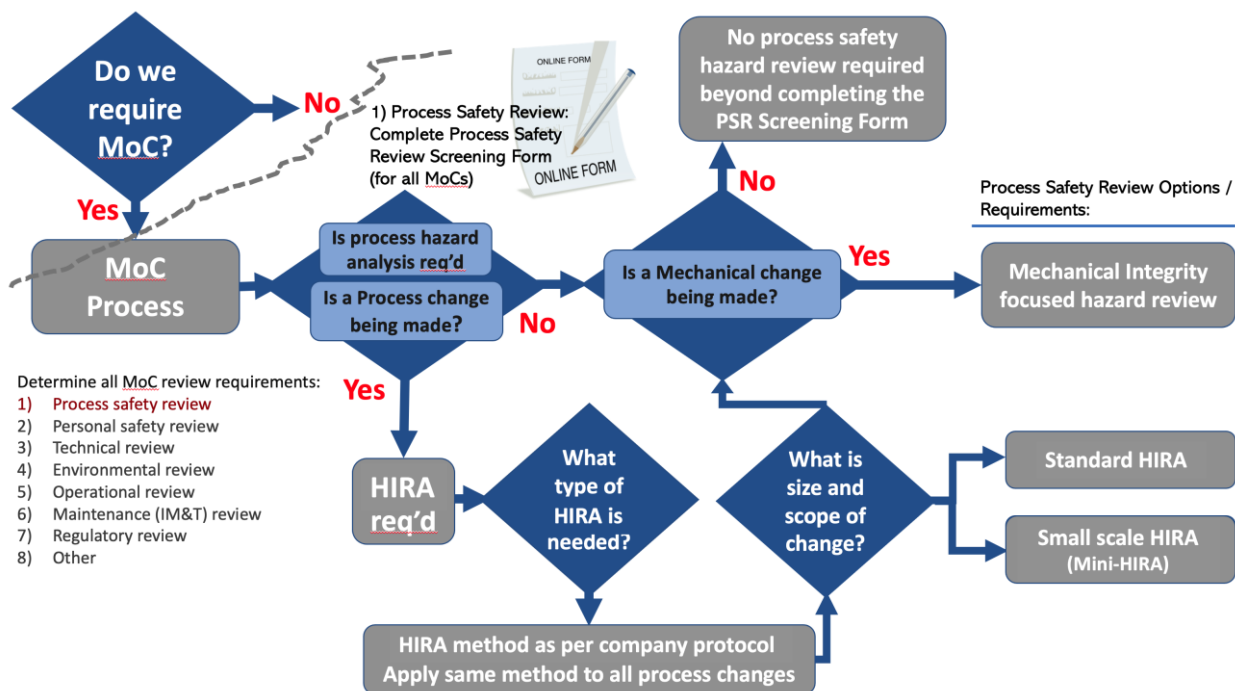 Do we
require
MoC?
No
Yes
MoC
Process
1) Process Safety Review:
Complete Process Safety
Review Screening Form
(for all MoCs)
ONLINE FORM
ONLINE FORM
Is process hazard
analysis req'd
Is a Process change
being made?
No
Yes
No process safety
hazard review required
beyond completing the
PSR Screening Form
No
Is a Mechanical change
being made?
Yes
Process Safety Review Options /
Requirements:
Mechanical Integrity
focused hazard review
Determine all MoC review requirements:
1) Process safety review
2) Personal safety review
3) Technical review
4) Environmental review
5) Operational review
6) Maintenance (IM&T) review
7) Regulatory review
8) Other
HIRA
req'd
What
type of
HIRA is
needed?
What is
size and
scope of
change?
Standard HIRA
Small scale HIRA
(Mini-HIRA)
HIRA method as per company protocol
Apply same method to all process changes